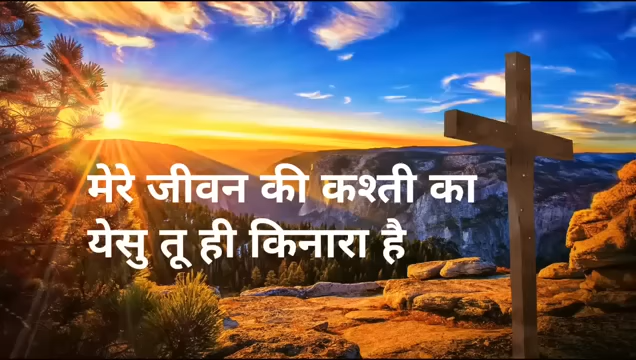 मेरे जीवन की कश्ती का
येसु तू ही किनारा है